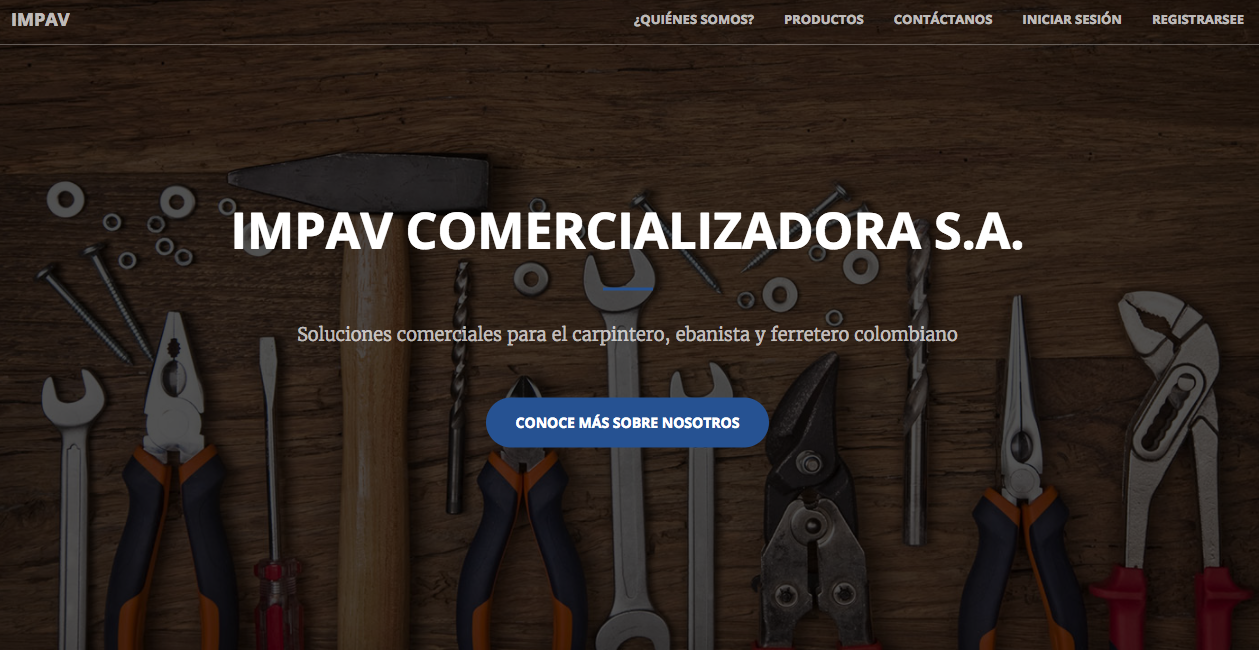 IMPAV
¿QUIÉNES SOMOS? PRODUCTOS CONTÁCTANOS INICIAR SESIÓN REGISTRARSEE
IMPAV COMERCIALIZADORA S.A.
Soluciones comerciales para el carpintero, ebanista y ferretero colombiano
CONOCE MÁS SOBRE NOSOTROS